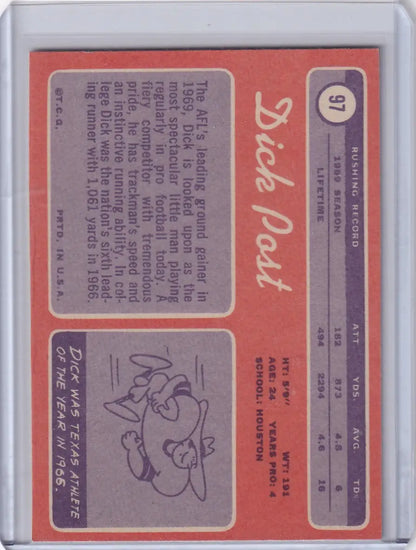 97
RUSHING RECORD
ATT. YDS. AVG. TD.
1969 SEASON 182 873 4.8 6
LIFETIME 494 2294 4.6 16
Dick Post
HT: 5'9" WT: 191
AGE: 24 YEARS PRO: 4
SCHOOL: HOUSTON
The AFL's leading ground gainer in
1969, Dick is looked upon as the
most spectacular little man playing
regularly in pro football today. A
fiery competitor with tremendous
pride, he has trackman's speed and
an instinctive running ability. In col-
lege Dick was the nation's sixth lead-
ing runner with 1,061 yards in 1966.
©T.C.G. PRTD. IN U.S.A.
DICK WAS TEXAS ATHLETE
OF THE YEAR IN 1966.